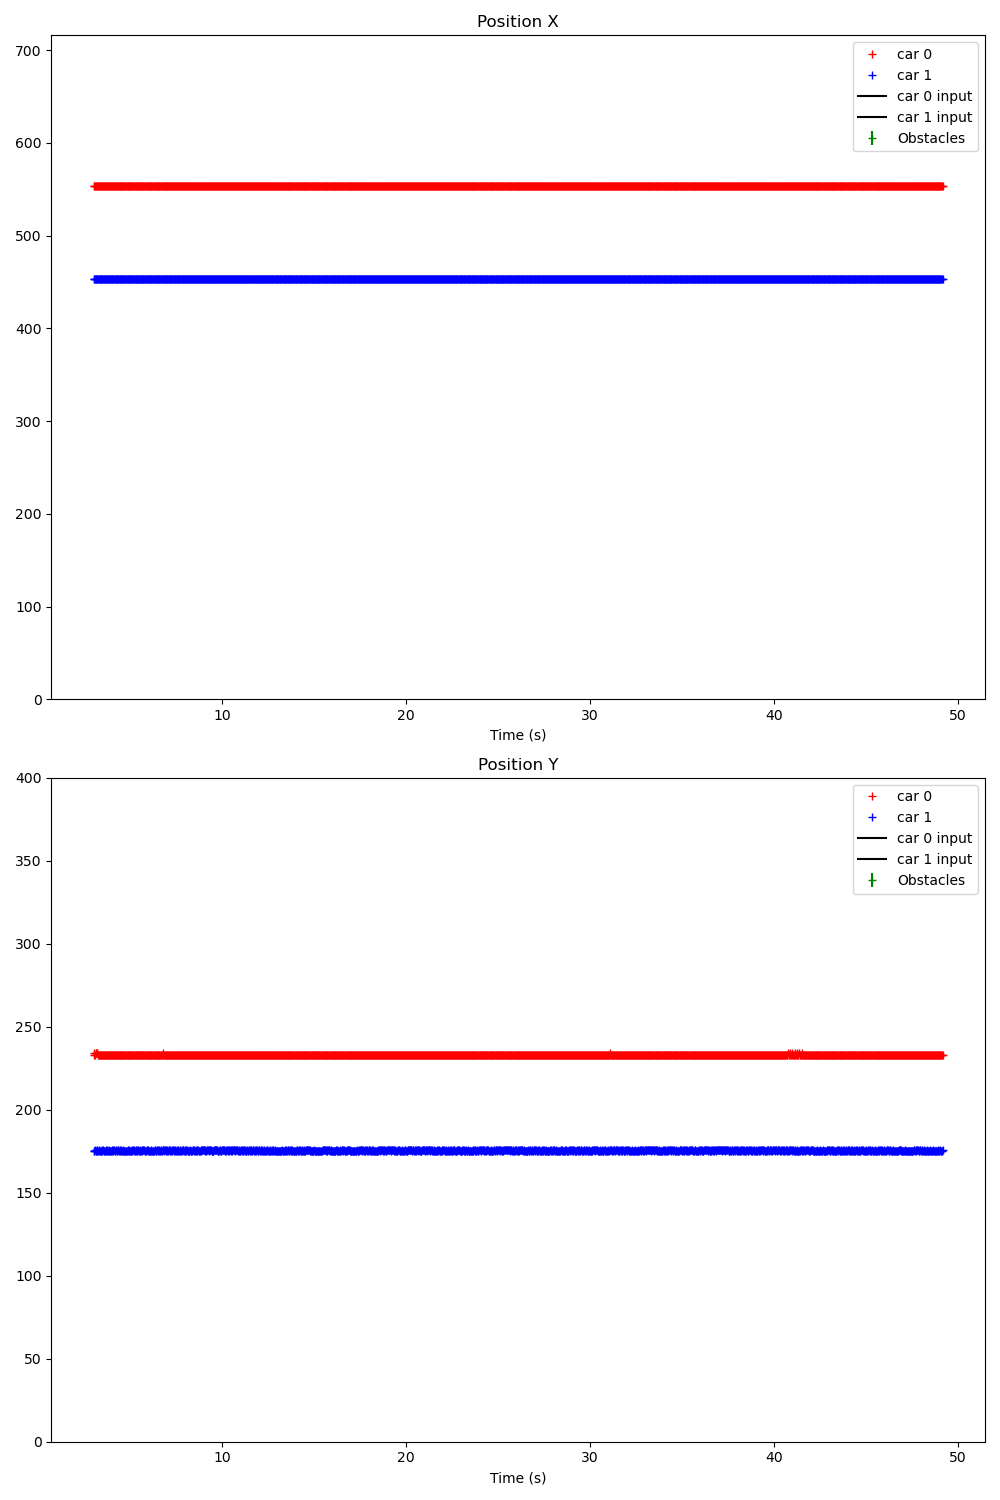 Position X
700
600
500
400
300
200
100
0
car 0
car 1
car 0 input
car 1 input
Obstacles
10 20 30 40 50
Time (s)
Position Y
400
350
300
250
200
150
100
50
0
car 0
car 1
car 0 input
car 1 input
Obstacles
10 20 30 40 50
Time (s)